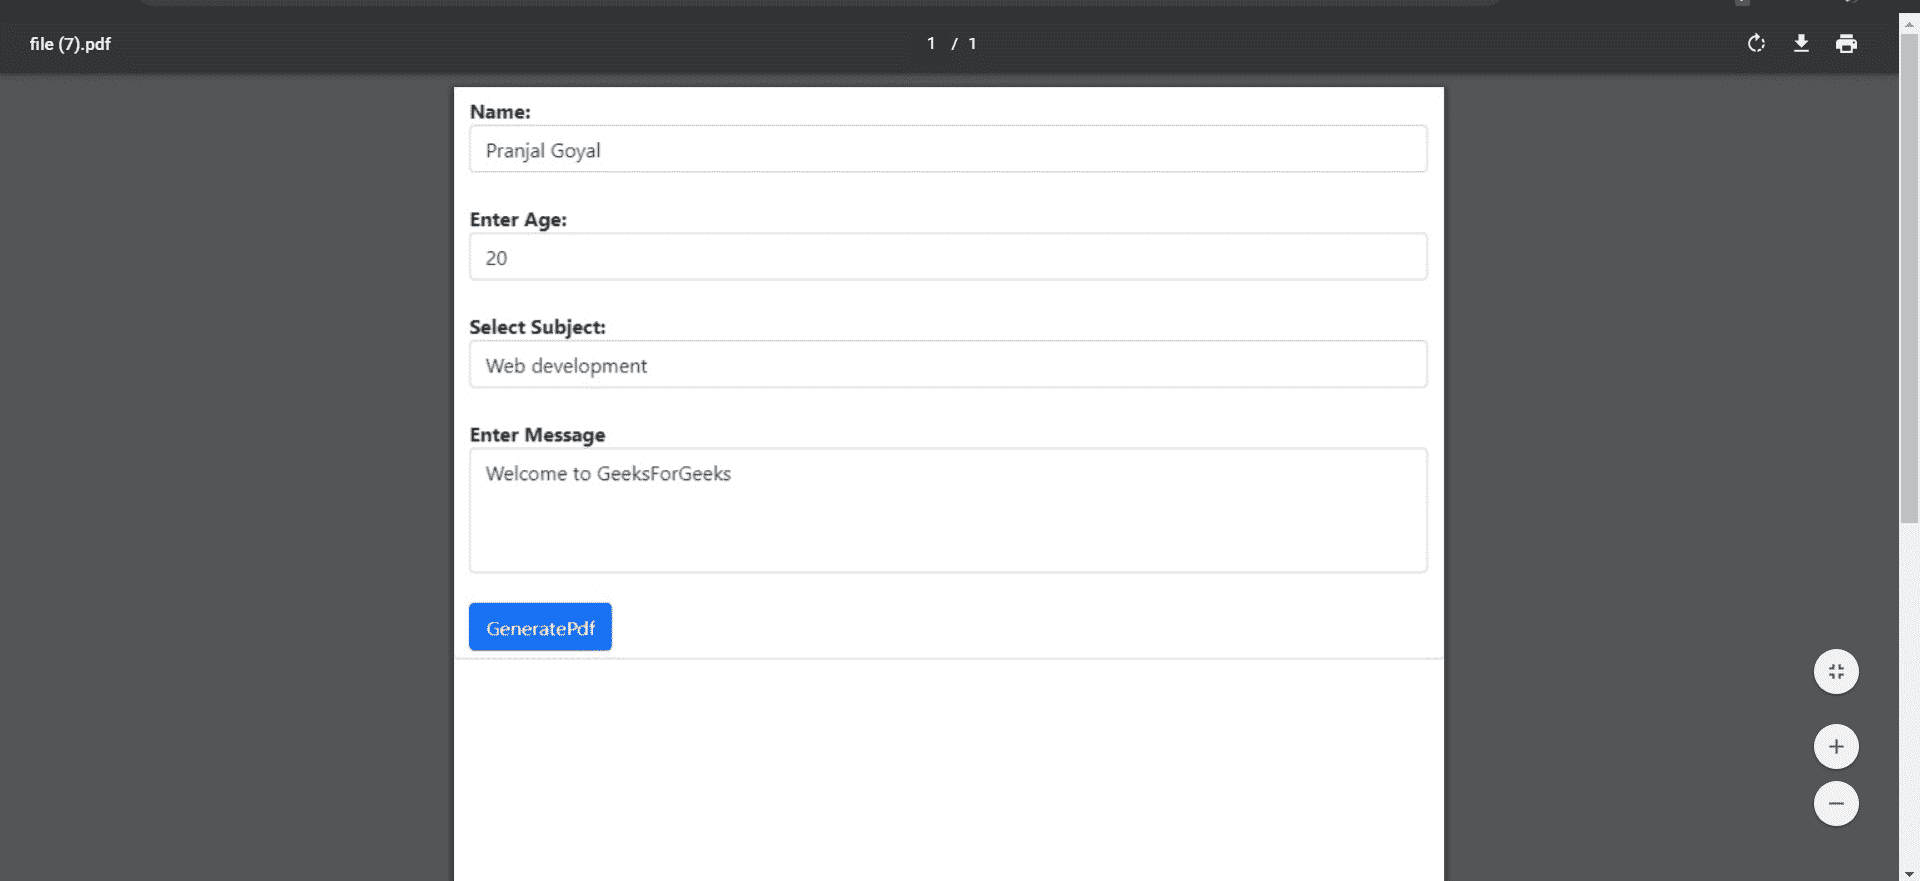 file (7).pdf
1 / 1
Name:
Pranjal Goyal
Enter Age:
20
Select Subject:
Web development
Enter Message
Welcome to GeeksForGeeks
GeneratePdf